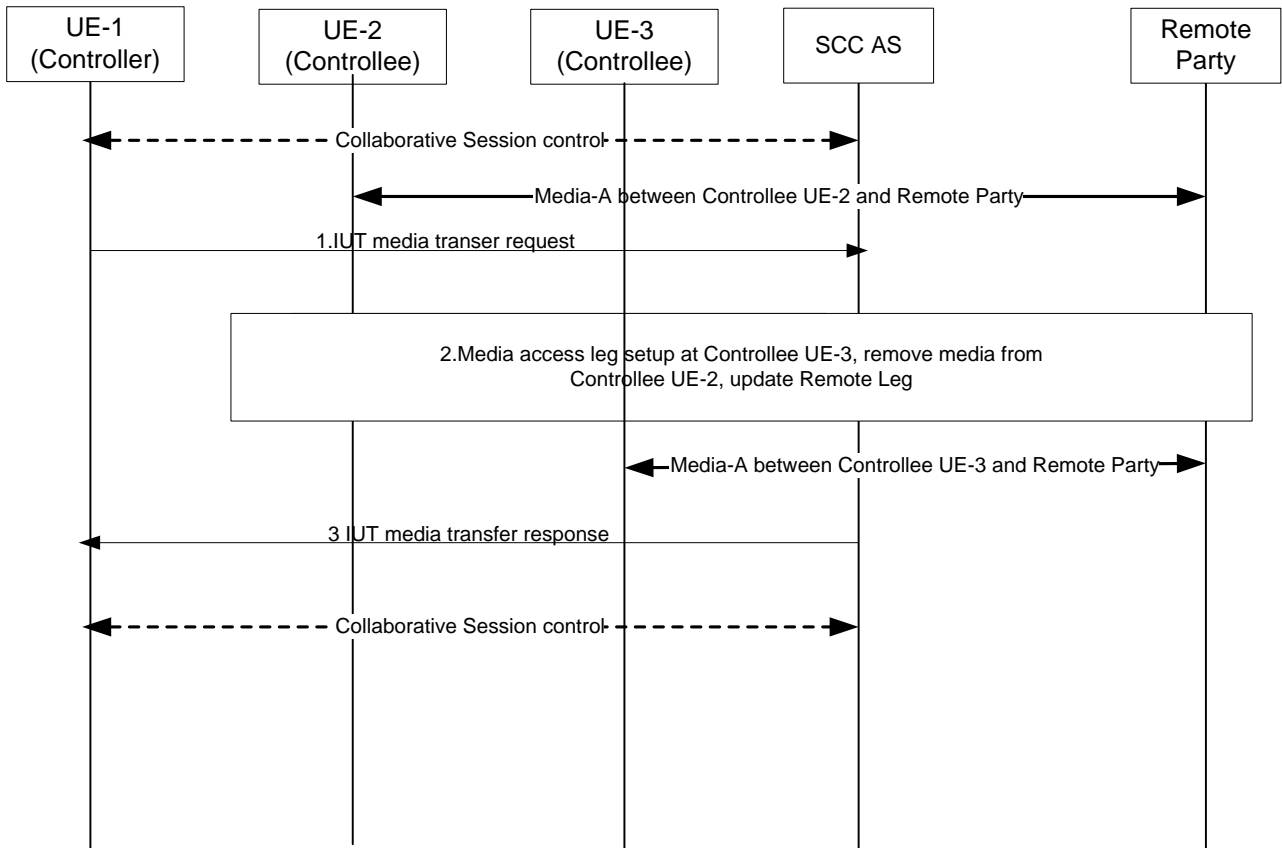 UE-1
(Controller)
UE-2
(Controllee)
UE-3
(Controllee)
SCC AS
Remote
Party
Collaborative Session control
Media-A between Controllee UE-2 and Remote Party
1.IUT media transer request
2.Media access leg setup at Controllee UE-3, remove media from
Controllee UE-2, update Remote Leg
Media-A between Controllee UE-3 and Remote Party
3 IUT media transfer response
Collaborative Session control